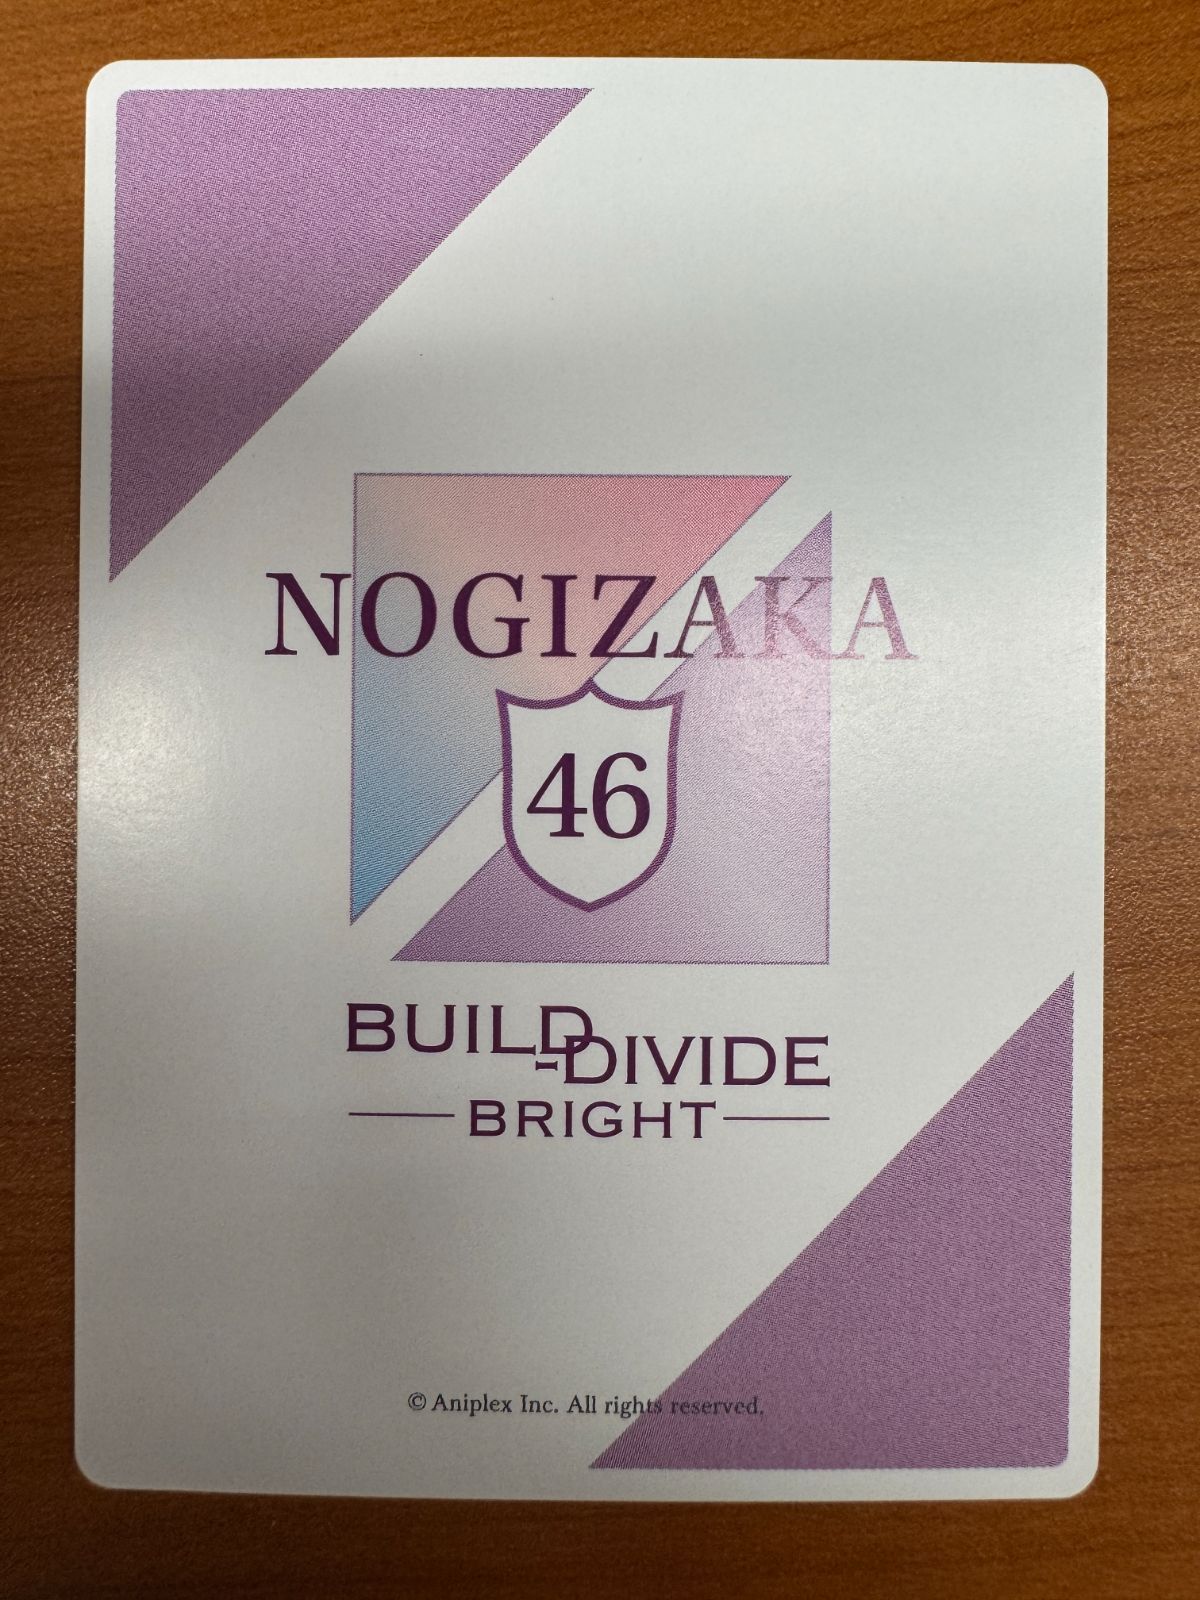 NOGIZAKA
46
BUILD-DIVIDE
BRIGHT
© Aniplex Inc. All rights reserved.